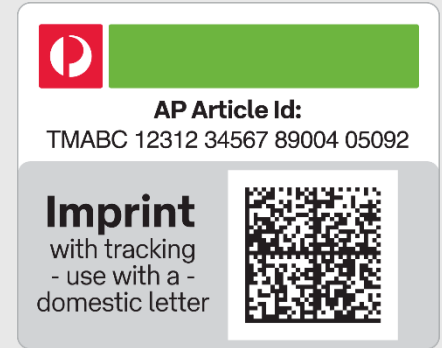 AP Article Id:
TMABC 12312 34567 89004 05092
Imprint
with tracking
- use with a -
domestic letter